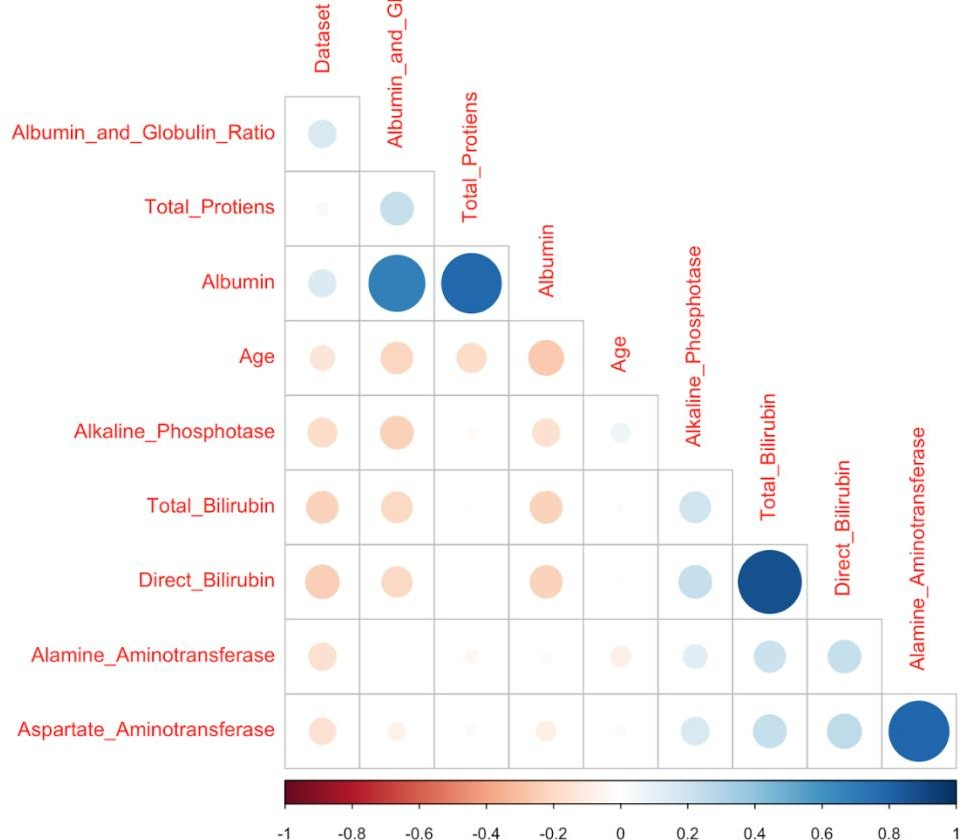 Dataset
Albumin_and_Gl
Total_Protiens
Albumin
Age
Alkaline_Phosphotase
Total_Bilirubin
Direct_Bilirubin
Alamine_Aminotransferase
Albumin_and_Globulin_Ratio
Total_Protiens
Albumin
Age
Alkaline_Phosphotase
Total_Bilirubin
Direct_Bilirubin
Alamine_Aminotransferase
Aspartate_Aminotransferase
-1 -0.8 -0.6 -0.4 -0.2 0 0.2 0.4 0.6 0.8 1